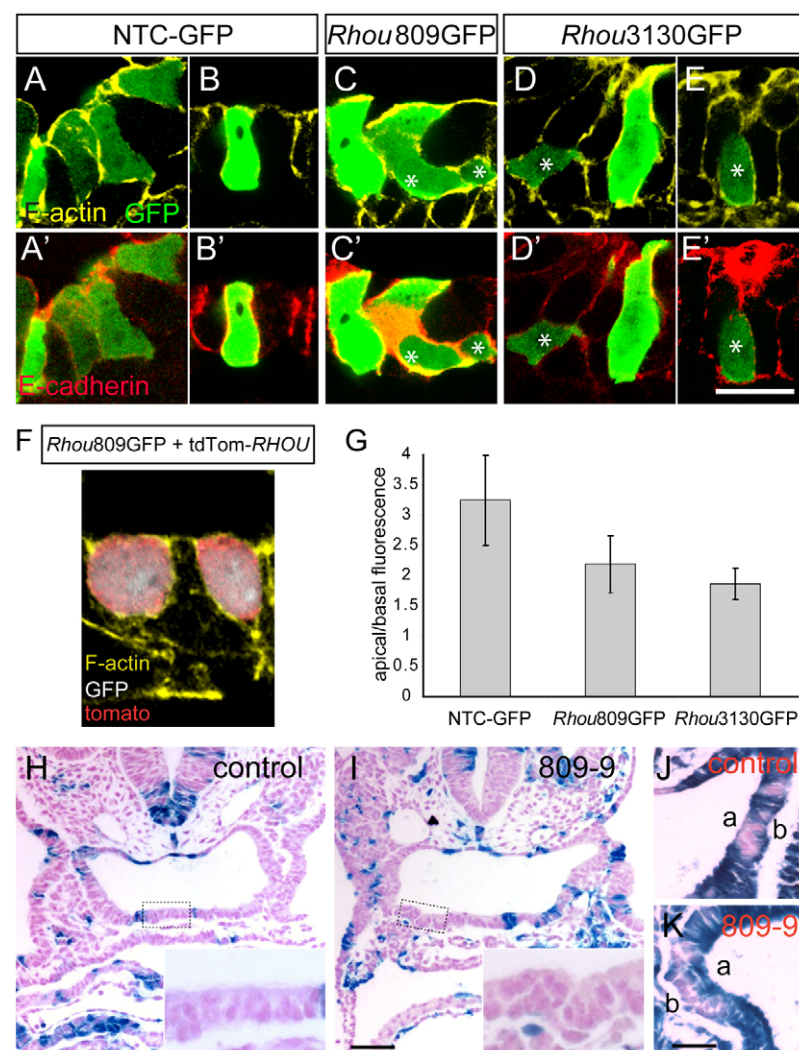 NTC-GFP Rhou809GFP Rhou3130GFP
A B C D E
* * * *
F-actin GFP
A' B' C' D' E'
* * * *
E-cadherin
F Rhou809GFP + tdTom-RHOU
F-actin
GFP
tomato
G
apical/basal fluorescence
4
3.5
3
2.5
2
1.5
1
0.5
0
NTC-GFP Rhou809GFP Rhou3130GFP
H control
I 809-9
J control
a b
K 809-9
a
b